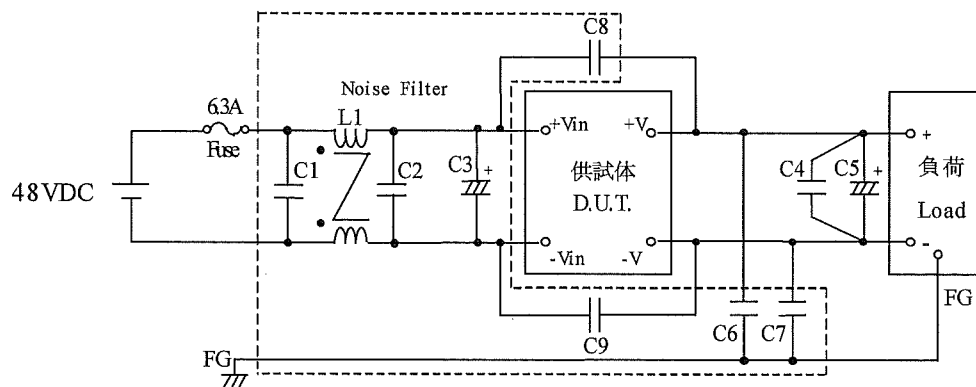 C8
Noise Filter
6.3A
L1
Fuse
C1
C2
C3
+
+Vin
+V
供試体
D.U.T.
-Vin
-V
C4
C5
+
+
負荷
Load
-
FG
48VDC
C9
C6
C7
FG